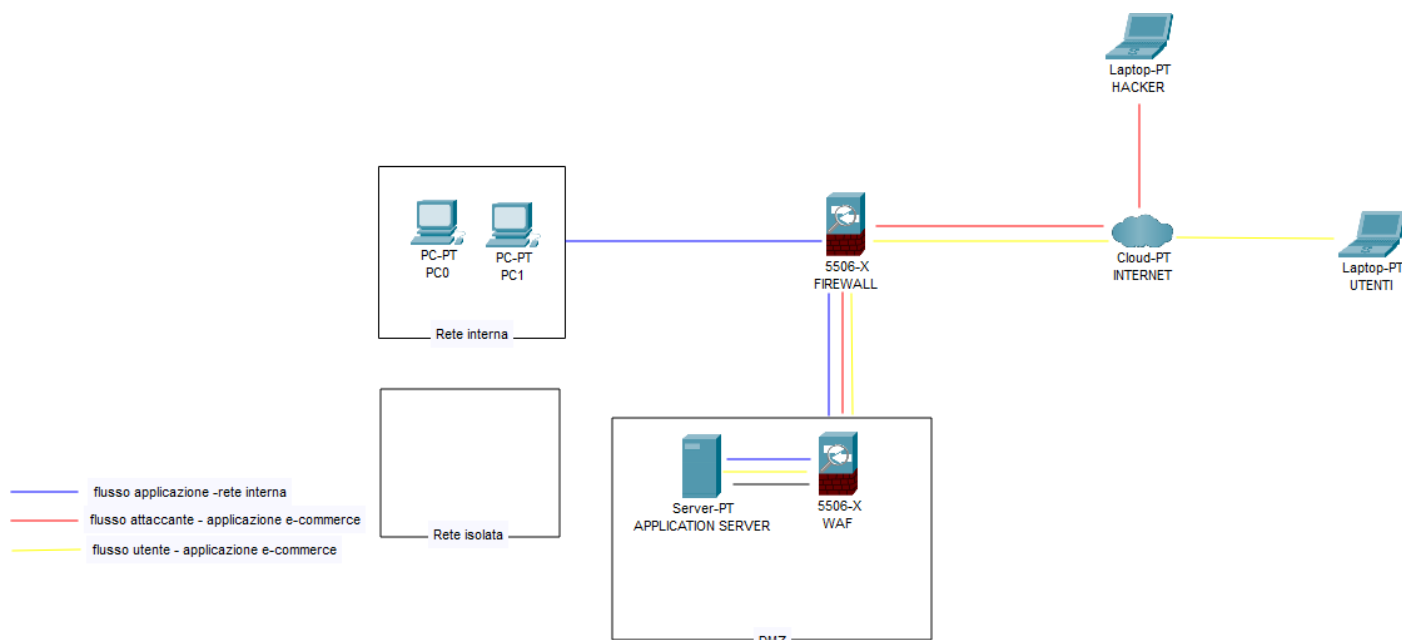 Laptop-PT
HACKER
PC-PT
PC0
PC-PT
PC1
Rete interna
5506-X
FIREWALL
Cloud-PT
INTERNET
Laptop-PT
UTENTI
flusso applicazione -rete interna
flusso attaccante - applicazione e-commerce
flusso utente - applicazione e-commerce
Rete isolata
Server-PT
APPLICATION SERVER
5506-X
WAF
DMZ